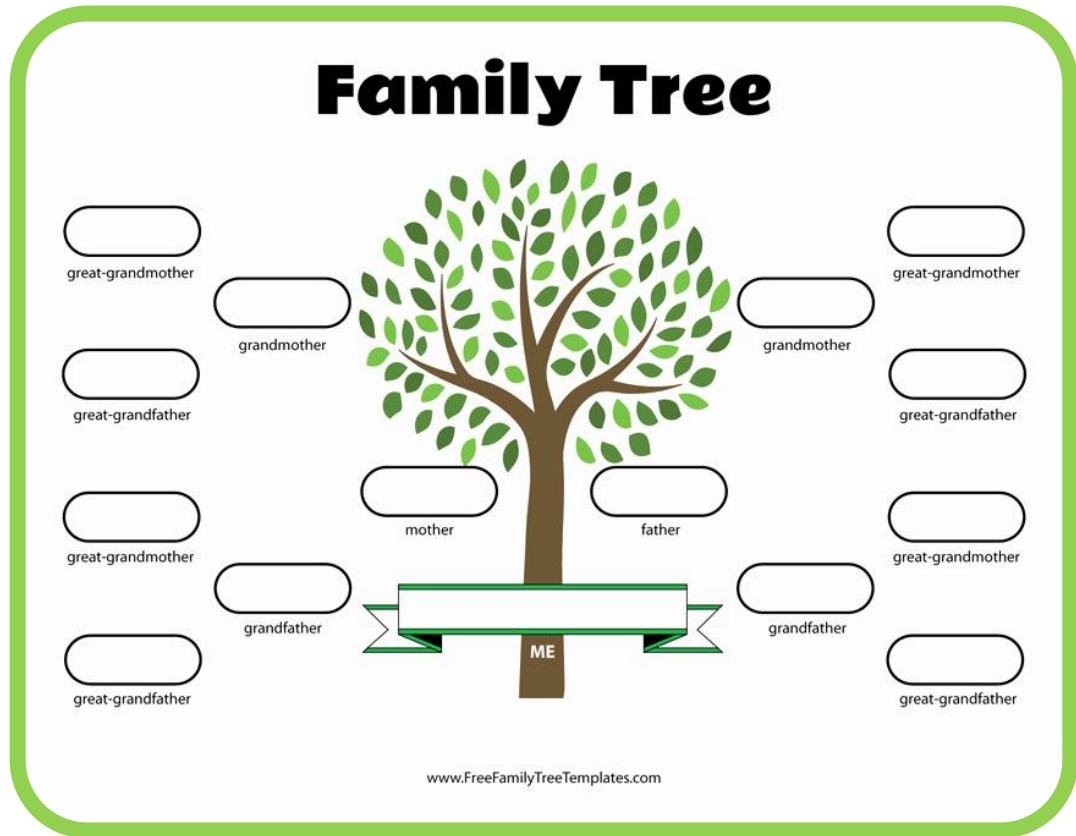 Family Tree
great-grandmother
great-grandmother
grandmother
grandmother
great-grandfather
great-grandfather
mother
father
great-grandmother
great-grandmother
grandfather
grandfather
ME
great-grandfather
great-grandfather
www.FreeFamilyTreeTemplates.com